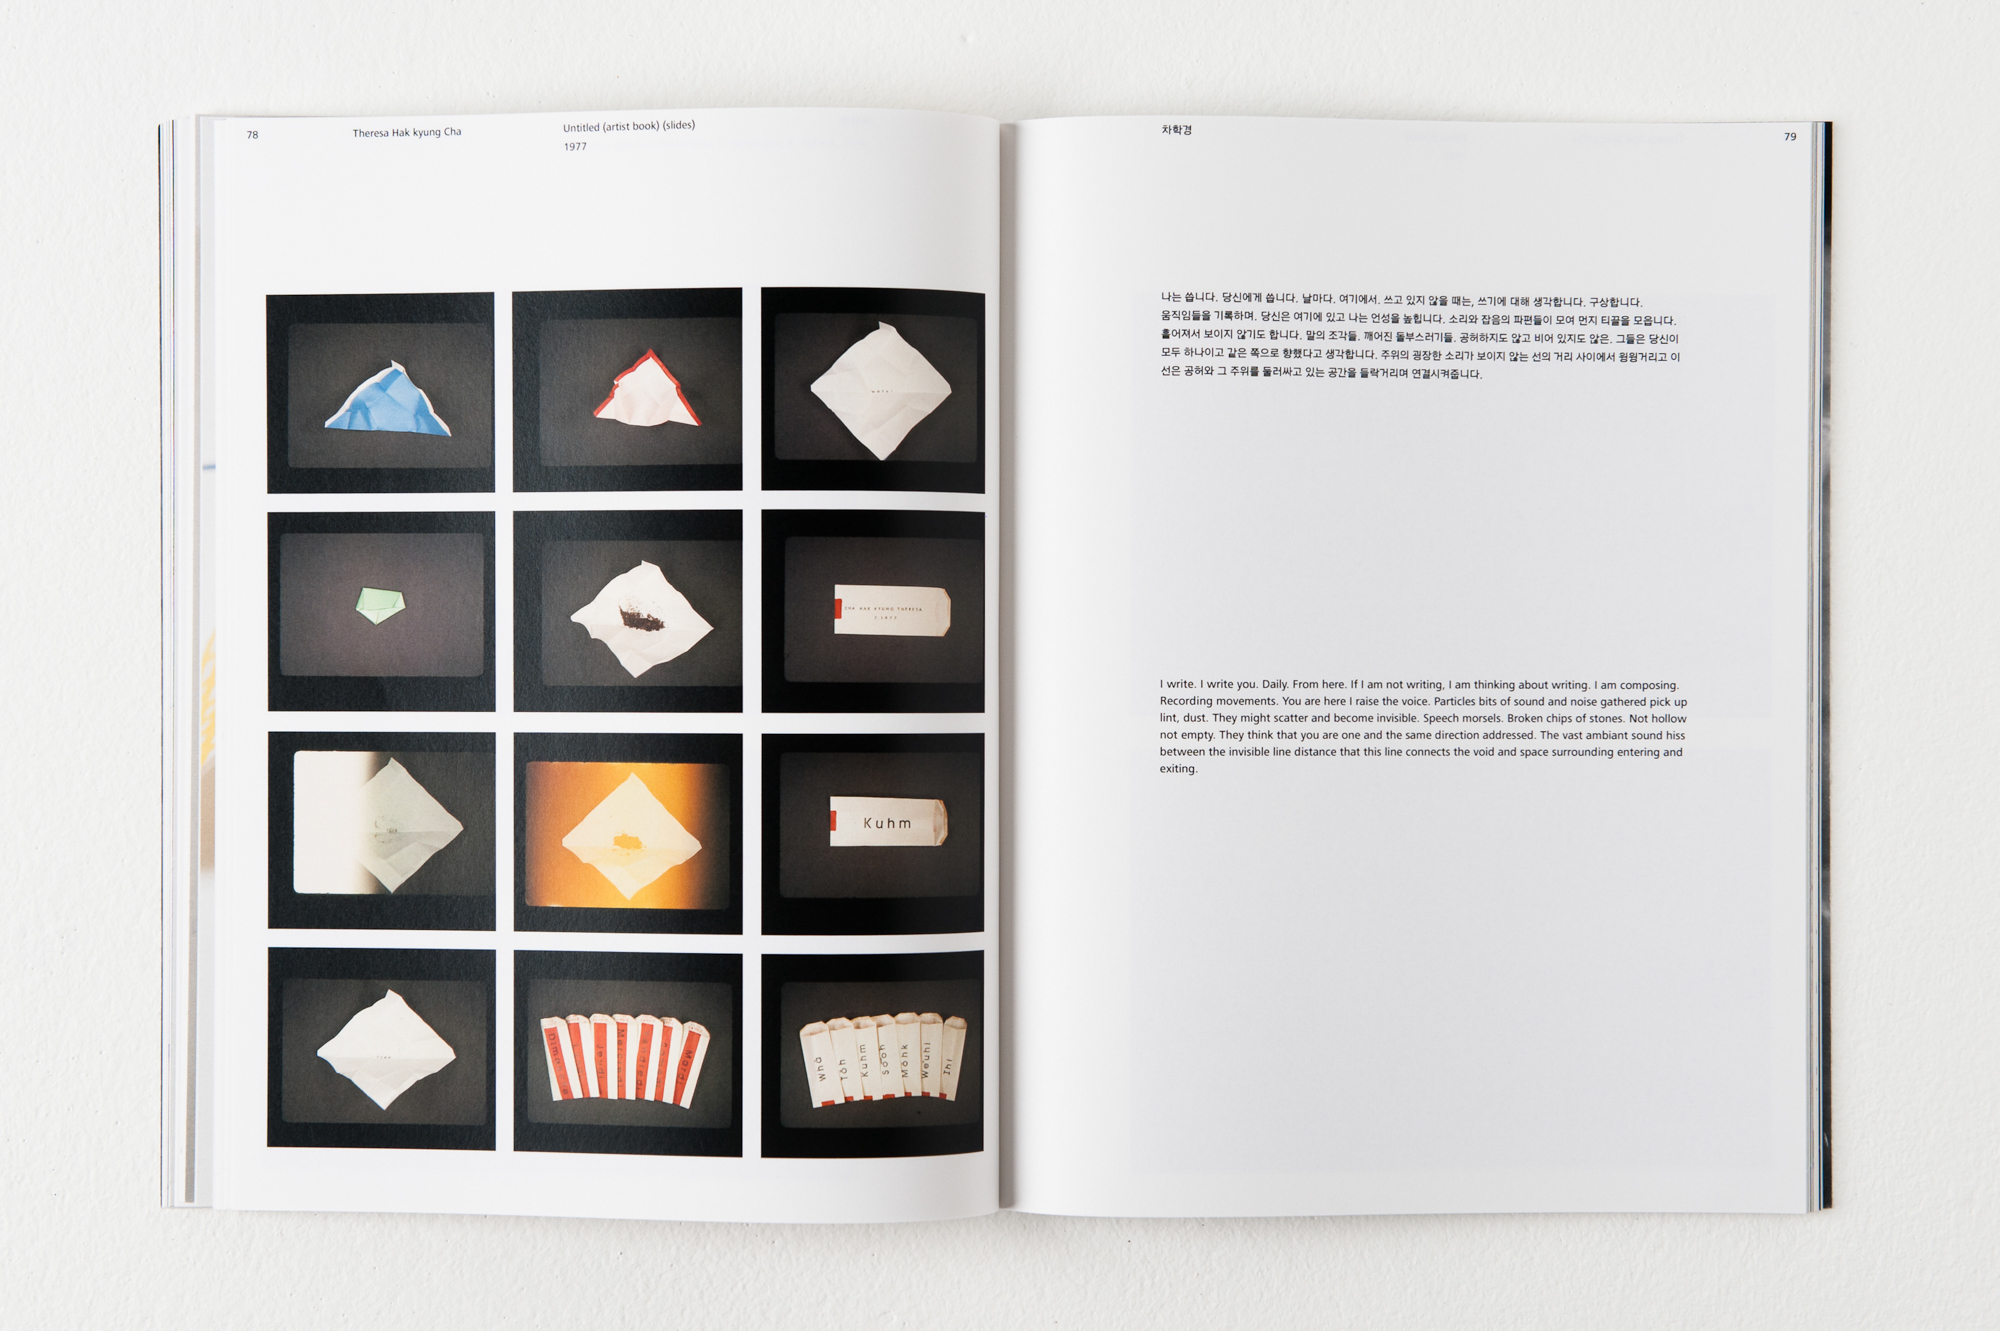 78
Theresa Hak kyung Cha
Untitled (artist book) (slides)
1977
CHA HAK KYUNG THERESA
Kuhm
Kuhm
차학경
79
나는 씁니다. 당신에게 씁니다. 날마다. 여기에서. 쓰고 있지 않을 때는, 쓰기에 대해 생각합니다. 구상합니다.
움직임들을 기록하며. 당신은 여기에 있고 나는 언성을 높힙니다. 소리와 잡음의 파편들이 모여 먼지 티끌을 모읍니다.
흩어져서 보이지 않기도 합니다. 말의 조각들. 깨어진 돌부스러기들. 공허하지도 않고 비어 있지도 않은. 그들은 당신이
모두 하나이고 같은 쪽으로 향했다고 생각합니다. 주위의 굉장한 소리가 보이지 않는 선의 거리 사이에서 웡웡거리고 이
선은 공허와 그 주위를 둘러싸고 있는 공간을 들락거리며 연결시켜줍니다.
I write. I write you. Daily. From here. If I am not writing, I am thinking about writing. I am composing.
Recording movements. You are here I raise the voice. Particles bits of sound and noise gathered pick up
lint, dust. They might scatter and become invisible. Speech morsels. Broken chips of stones. Not hollow
not empty. They think that you are one and the same direction addressed. The vast ambiant sound hiss
between the invisible line distance that this line connects the void and space surrounding entering and
exiting.